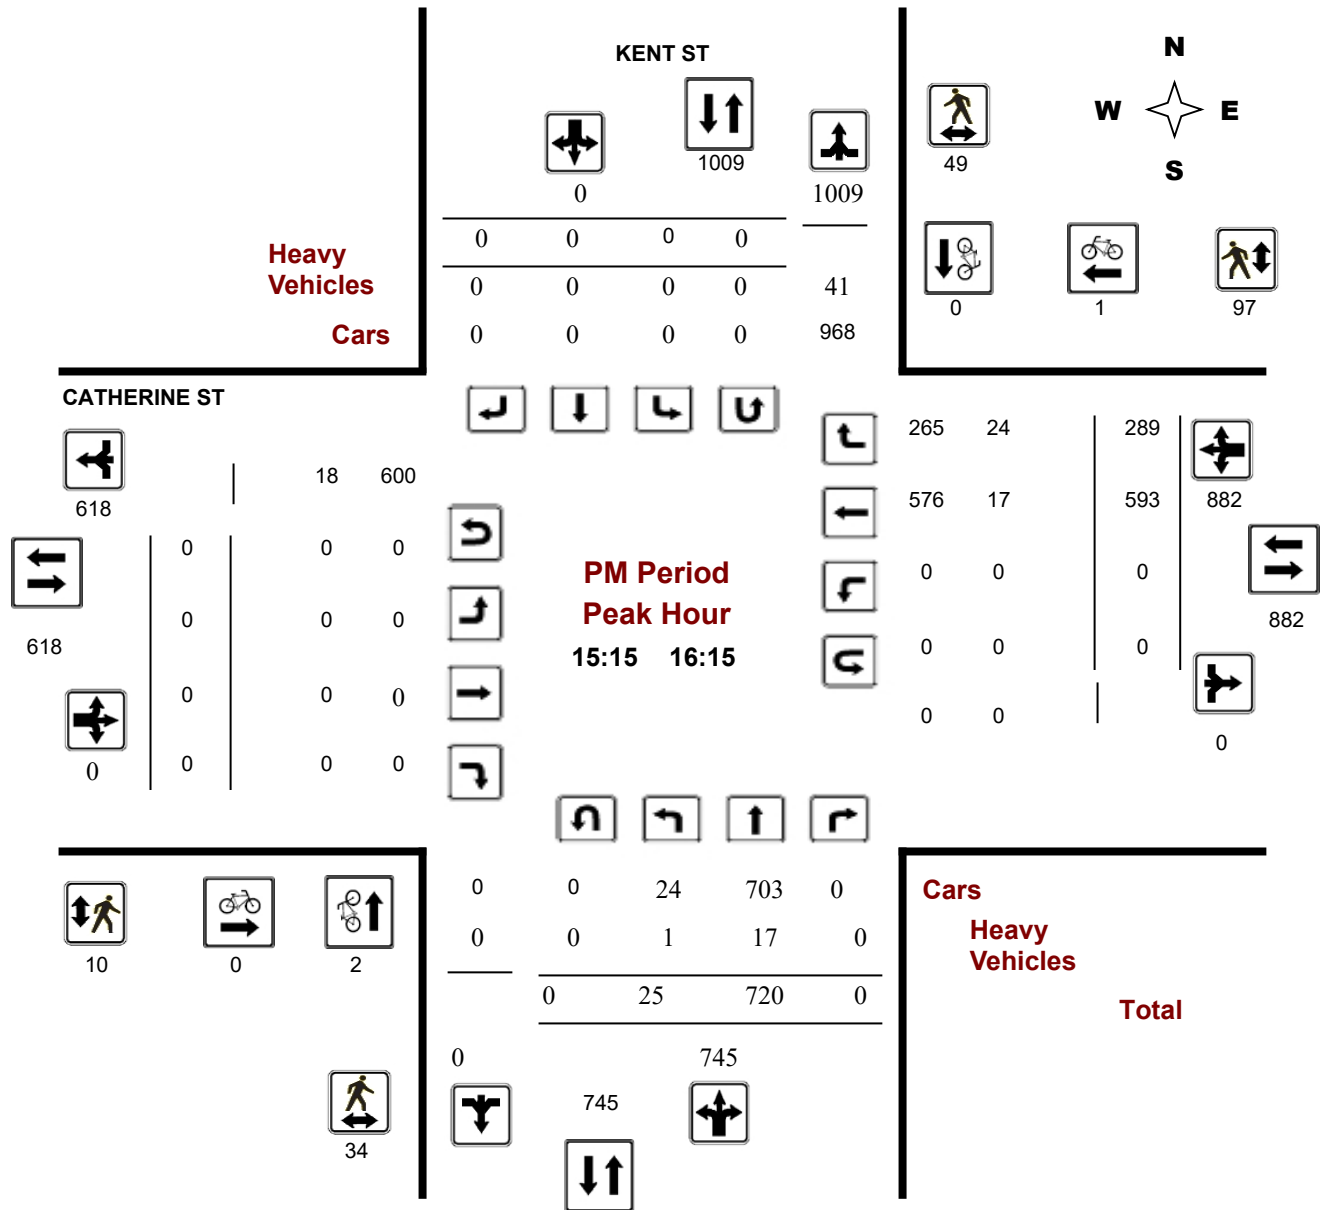 KENT ST
N
W E
S
1009
49
0 1009
0 0 0 0
Heavy
Vehicles
0 0 0 0 41
0 1 97
Cars
0 0 0 0 968
CATHERINE ST
265 24 289
18 600
618
576 17 593 882
0 0 0
PM Period
0 0 0
Peak Hour
0 0 0
882
618
15:15 16:15
0 0 0
0 0 0
0 0
0
0 0 0 0
0 0 24 703 0
Cars
Heavy
Vehicles
0 0 1 17 0
10 0 2
0 25 720 0
Total
0 745
745
34